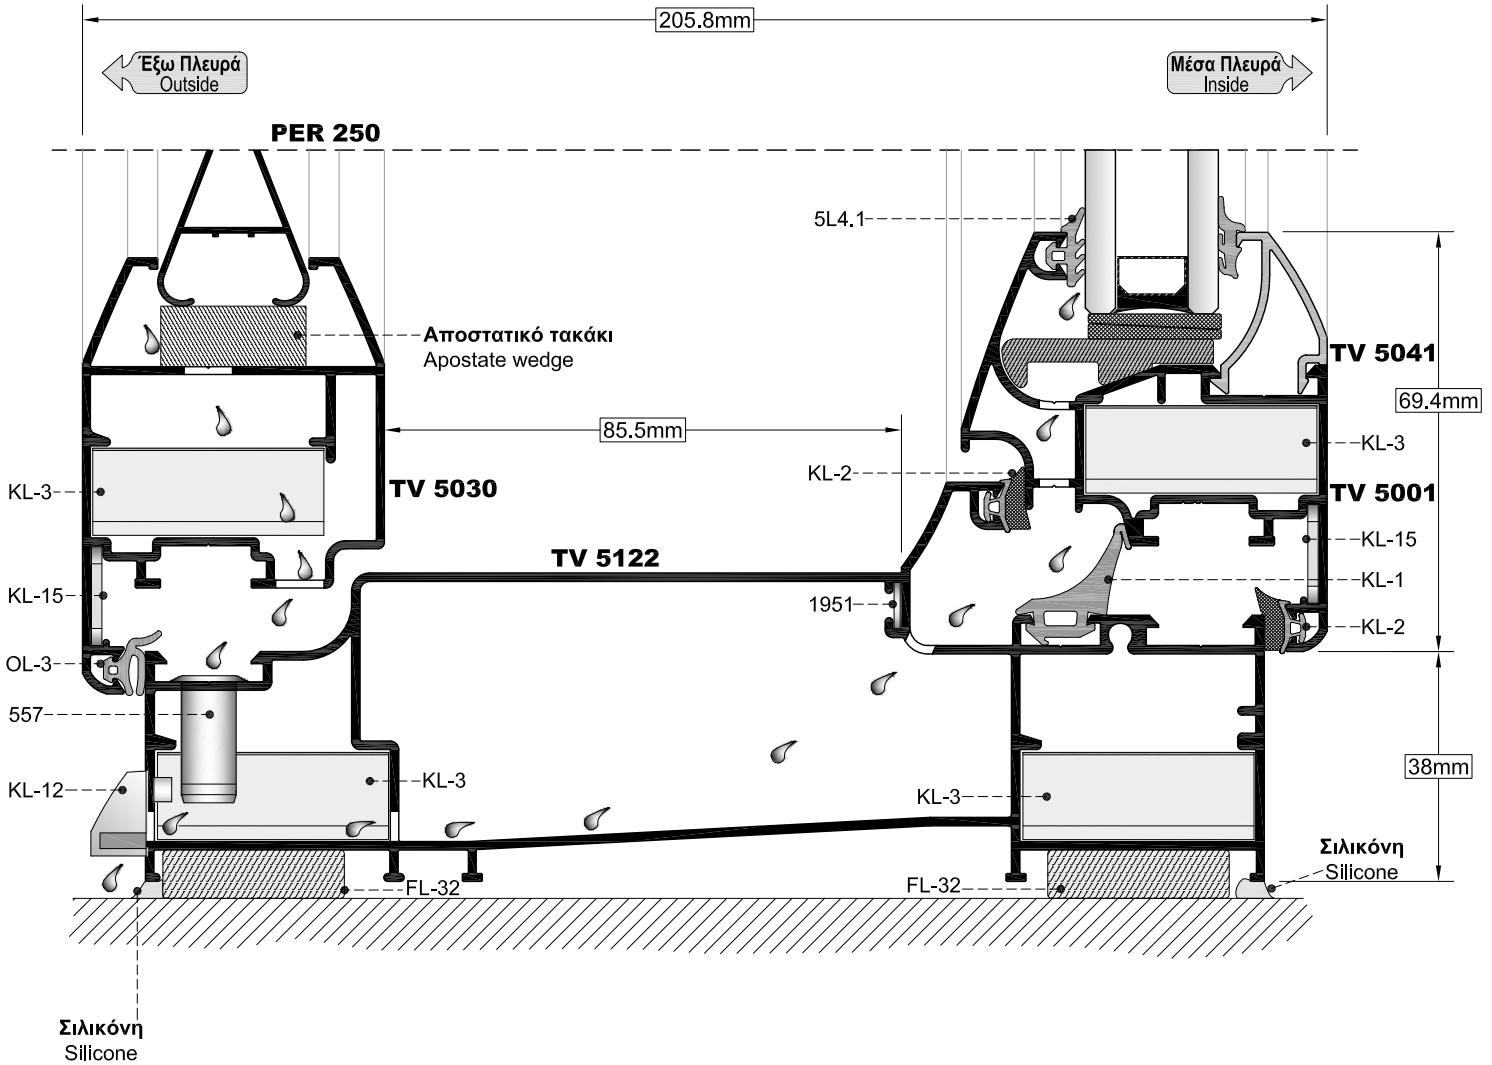 205.8mm
Έξω Πλευρά
Outside
Μέσα Πλευρά
Inside
PER 250
5L4.1
Αποστατικό τακάκι
Apostate wedge
TV 5041
69.4mm
85.5mm
KL-3
KL-2
KL-3
TV 5030
TV 5001
KL-15
TV 5122
KL-1
KL-15
1951
KL-2
OL-3
557
KL-12
KL-3
38mm
KL-3
Σιλικόνη
Silicone
FL-32
FL-32
Σιλικόνη
Silicone